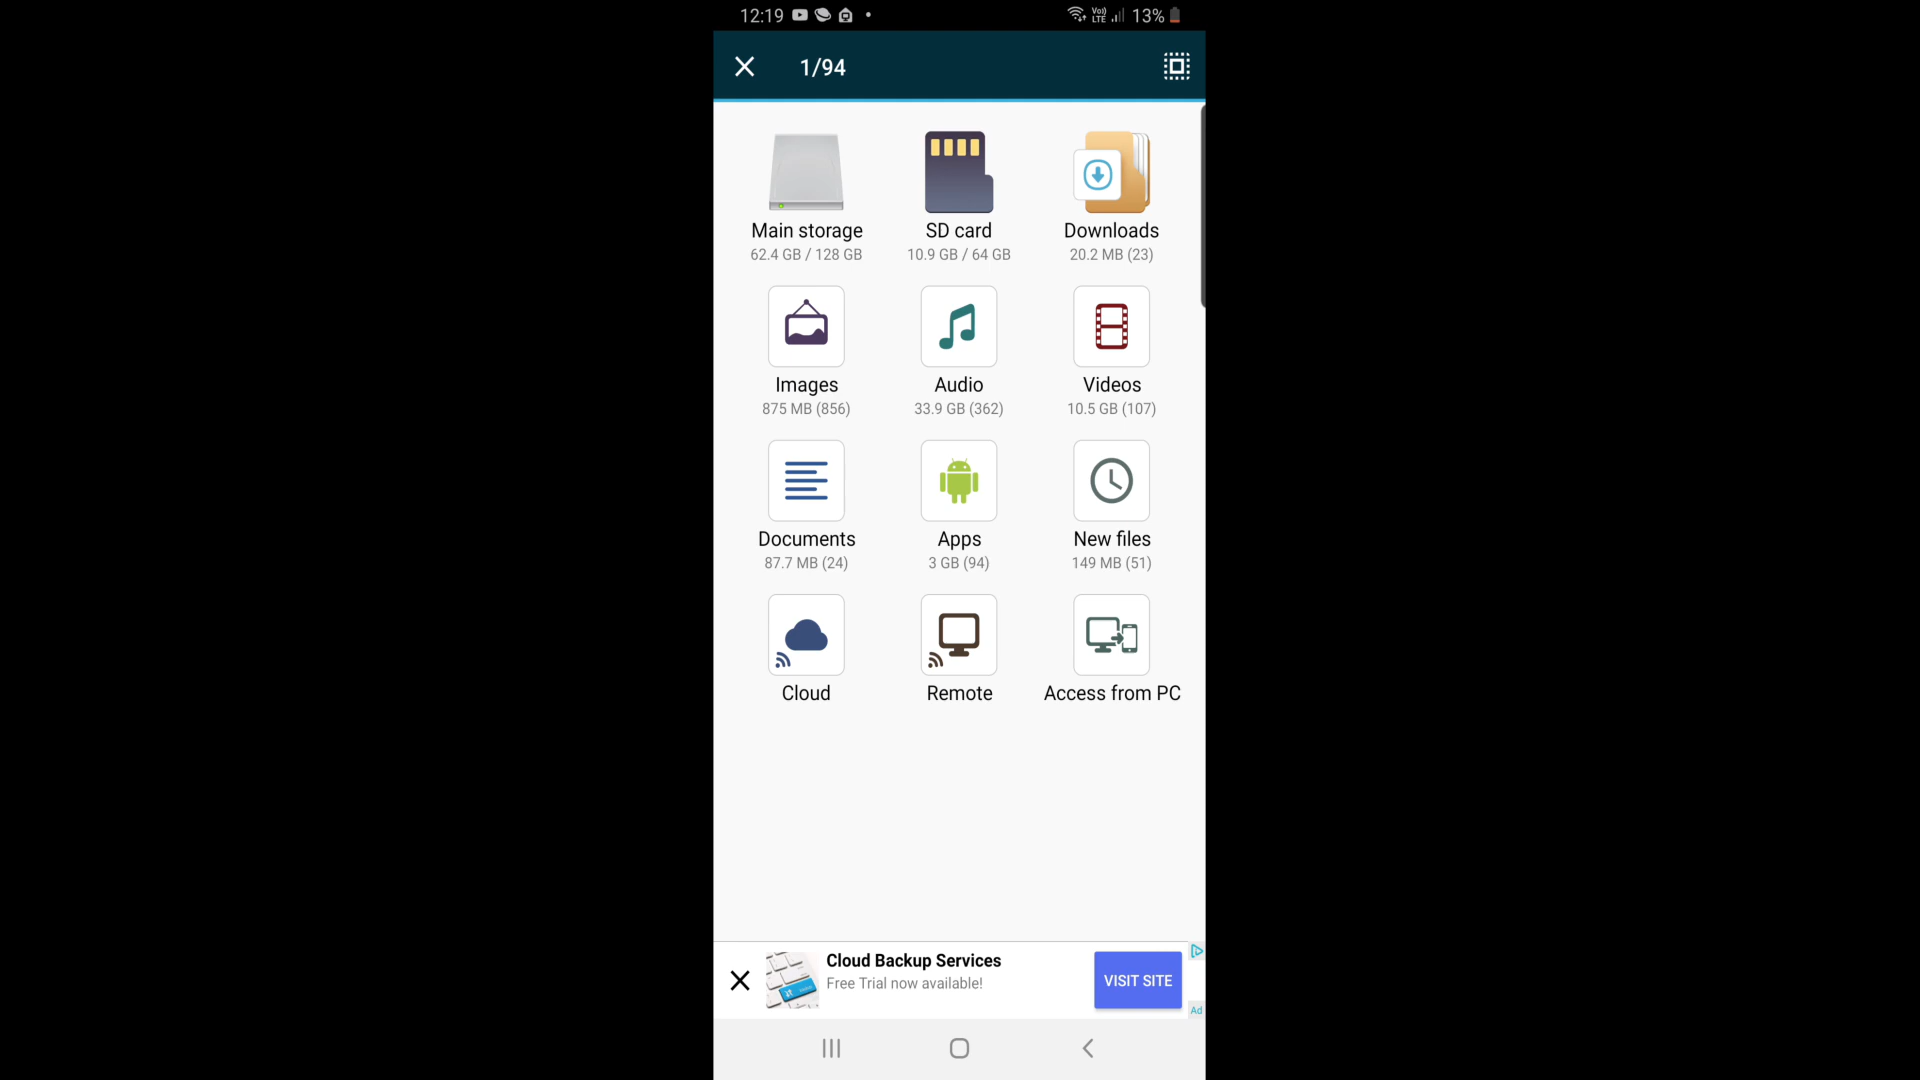 12:19
Vo))
LTE
13%
1/94
Main storage
62.4 GB / 128 GB
SD card
10.9 GB / 64 GB
Downloads
20.2 MB (23)
Images
875 MB (856)
Audio
33.9 GB (362)
Videos
10.5 GB (107)
Documents
87.7 MB (24)
Apps
3 GB (94)
New files
149 MB (51)
Cloud
Remote
Access from PC
Cloud Backup Services
Free Trial now available!
VISIT SITE
Ad